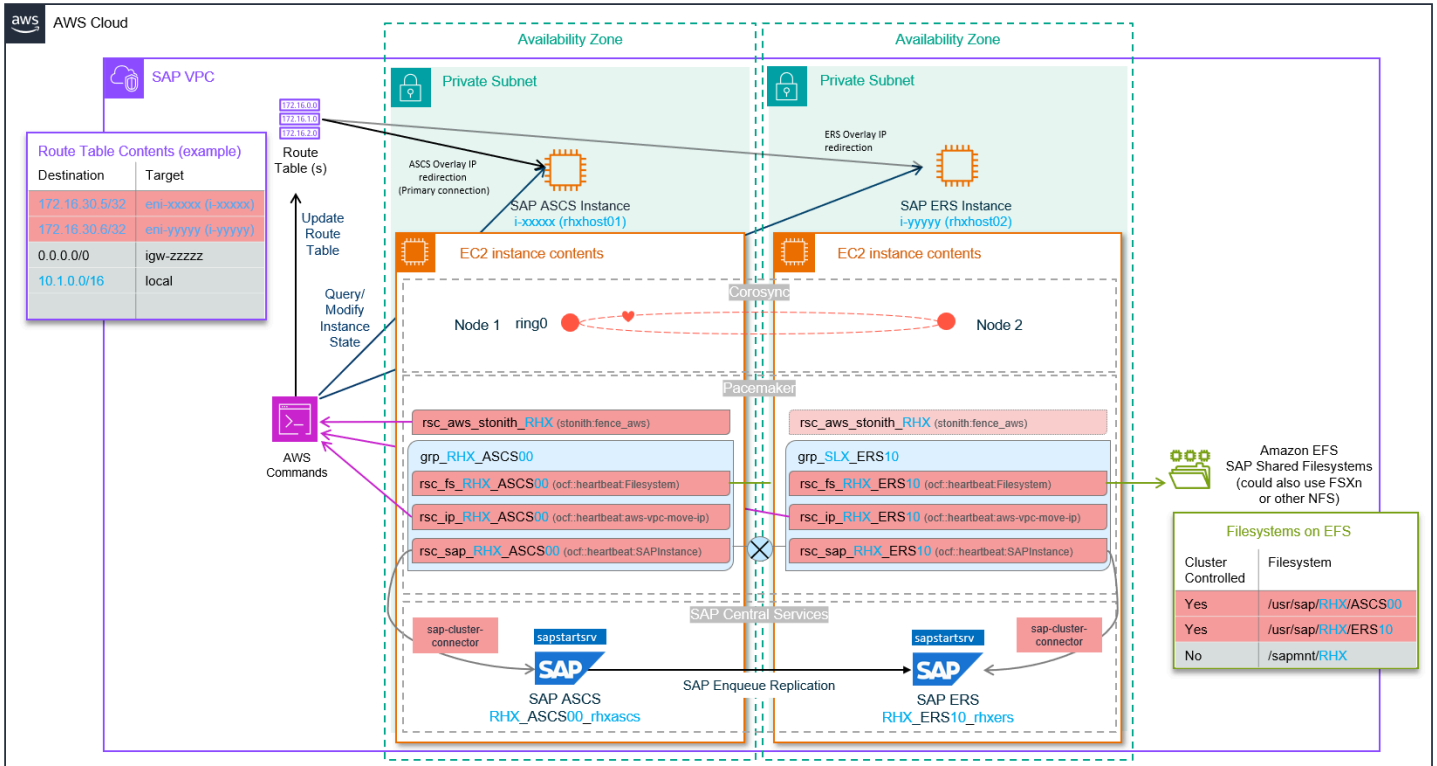 aws
AWS Cloud
Availability Zone
Availability Zone
SAP VPC
Private Subnet
Private Subnet
172.16.0.0
172.16.1.0
172.16.2.0
Route
Table (s)
Route Table Contents (example)
Destination Target
172.16.30.5/32 eni-xxxxx (i-xxxxx)
172.16.30.6/32 eni-yyyyy (i-yyyyy)
0.0.0.0/0 igw-zzzzz
10.1.0.0/16 local
ASCS Overlay IP
redirection
(Primary connection)
ERS Overlay IP
redirection
SAP ASCS Instance
i-xxxxx (rhxhost01)
SAP ERS Instance
i-yyyyy (rhxhost02)
Update
Route
Table
Query/
Modify
Instance
State
AWS
Commands
EC2 instance contents
EC2 instance contents
Corosync
Node 1 ring0
Node 2
Pacemaker
rsc_aws_stonith_RHX (stonith:fence_aws)
grp_RHX_ASCS00
rsc_fs_RHX_ASCS00 (ocf::heartbeat:Filesystem)
rsc_ip_RHX_ASCS00 (ocf::heartbeat:aws-vpc-move-ip)
rsc_sap_RHX_ASCS00 (ocf::heartbeat:SAPInstance)
rsc_aws_stonith_RHX (stonith:fence_aws)
grp_SLX_ERS10
rsc_fs_RHX_ERS10 (ocf::heartbeat:Filesystem)
rsc_ip_RHX_ERS10 (ocf::heartbeat:aws-vpc-move-ip)
rsc_sap_RHX_ERS10 (ocf::heartbeat:SAPInstance)
SAP Central Services
sap-cluster-
connector
sapstartsrv
SAP
SAP ASCS
RHX_ASCS00_rhxascs
SAP Enqueue Replication
sapstartsrv
SAP
SAP ERS
RHX_ERS10_rhxers
sap-cluster-
connector
Amazon EFS
SAP Shared Filesystems
(could also use FSXn
or other NFS)
Filesystems on EFS
Cluster
Controlled
Filesystem
Yes /usr/sap/RHX/ASCS00
Yes /usr/sap/RHX/ERS10
No /sapmnt/RHX